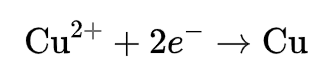 Cu²⁺ + 2e⁻ → Cu